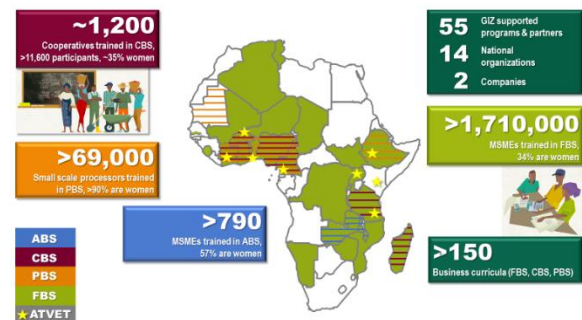 ~1,200
Cooperatives trained in CBS,
>11,600 participants, ~35% women
>69,000
Small scale processors trained
in PBS, >90% are women
>790
MSMEs trained in ABS,
57% are women
ABS
CBS
PBS
FBS
ATVET
55 GIZ supported
programs & partners
14 National
organizations
2 Companies
>1,710,000
MSMEs trained in FBS,
34% are women
>150
Business curricula (FBS, CBS, PBS)